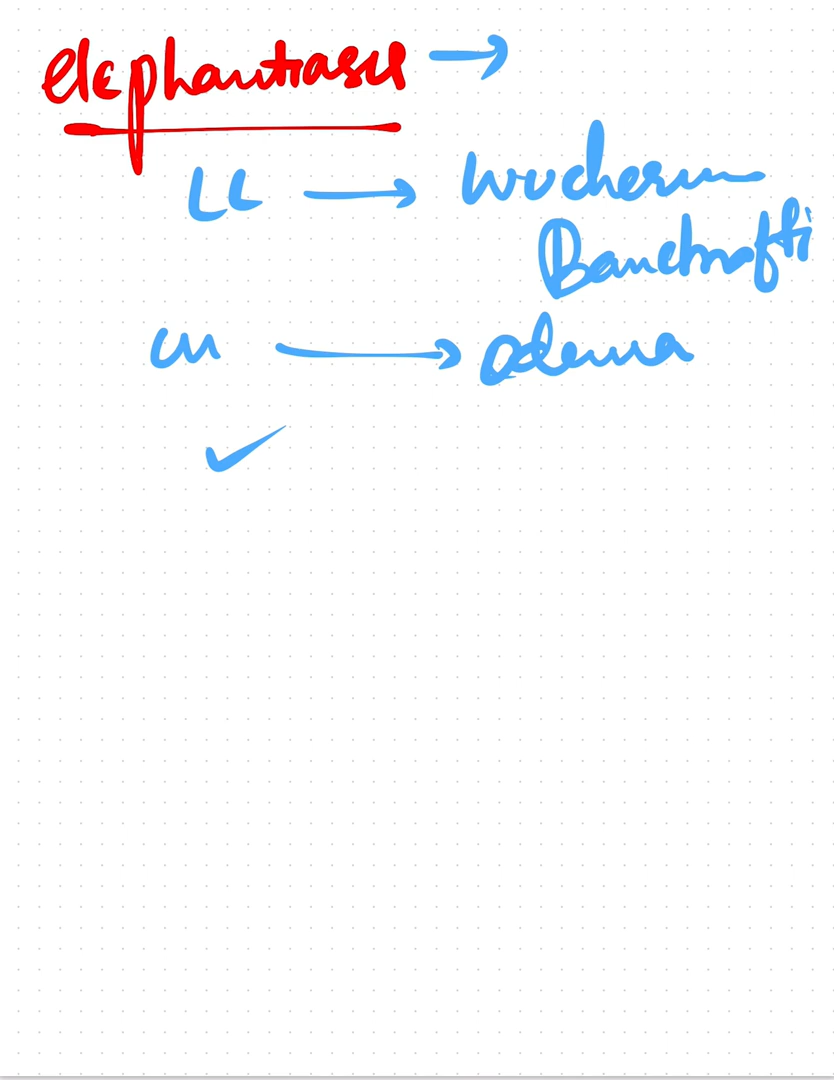 elephantiasis →
LL → Wuchereria
Bancrofti
→ Odema
✓